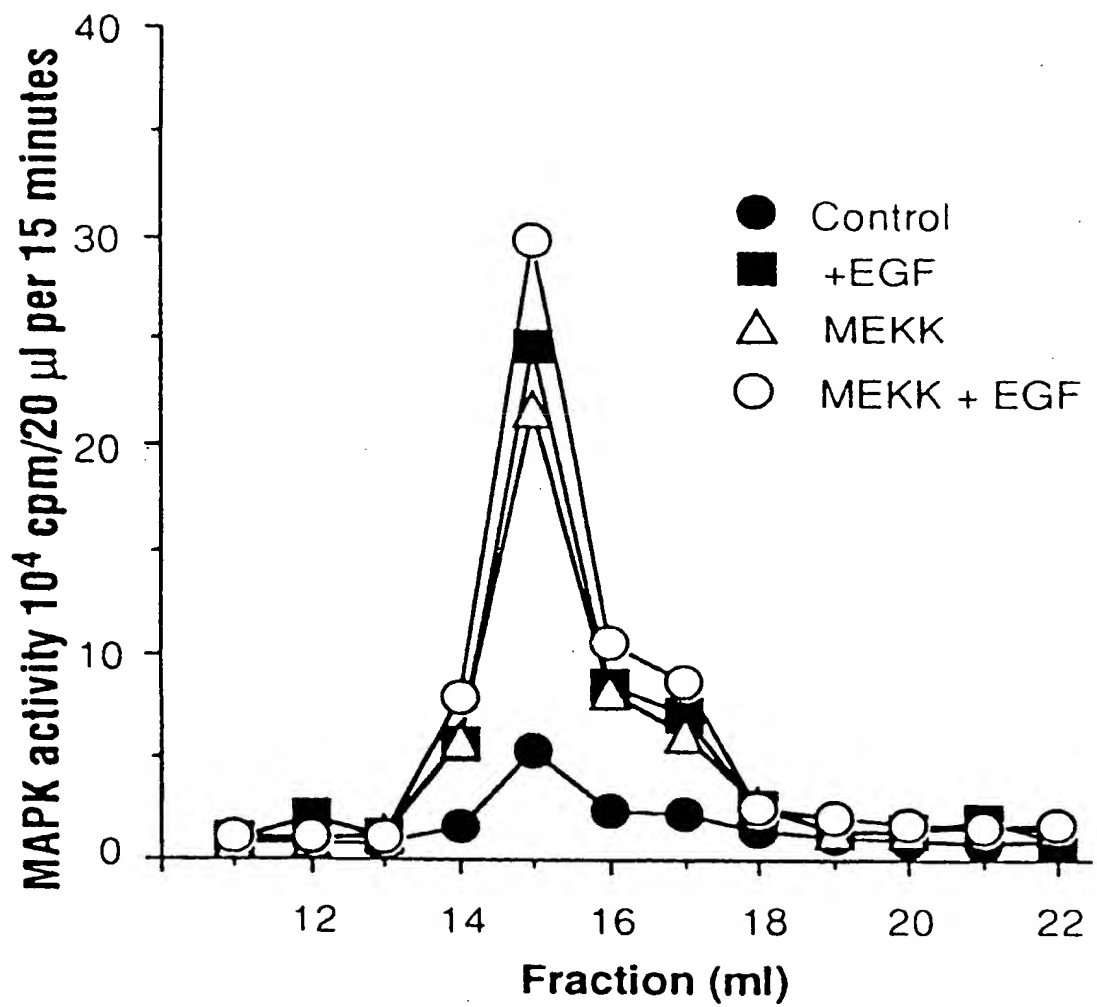 MAPK activity 10⁴ cpm/20 μl per 15 minutes
40
30
20
10
0
Control
+EGF
MEKK
MEKK + EGF
12 14 16 18 20 22
Fraction (ml)